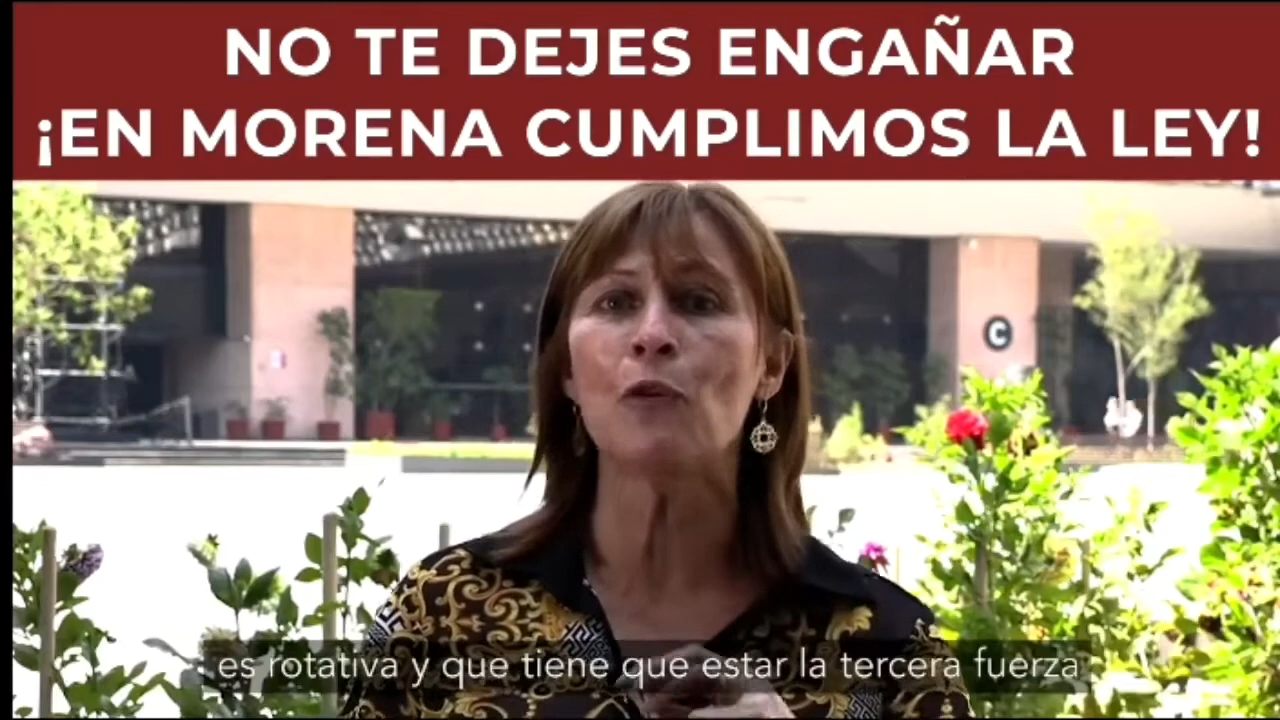 NO TE DEJES ENGAÑAR
¡EN MORENA CUMPLIMOS LA LEY!
C
es rotativa y que tiene que estar la tercera fuerza